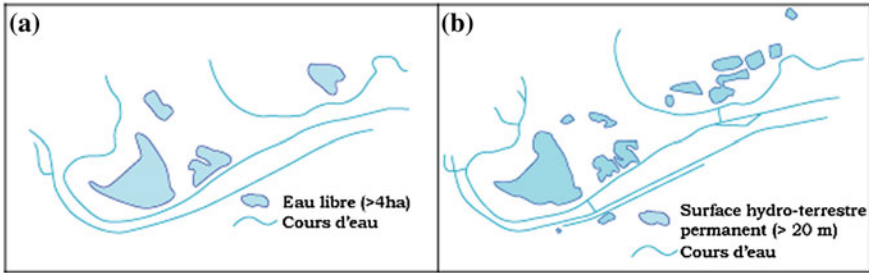 (a)
Eau libre (>4ha)
Cours d'eau
(b)
Surface hydro-terrestre
permanent (> 20 m)
Cours d'eau